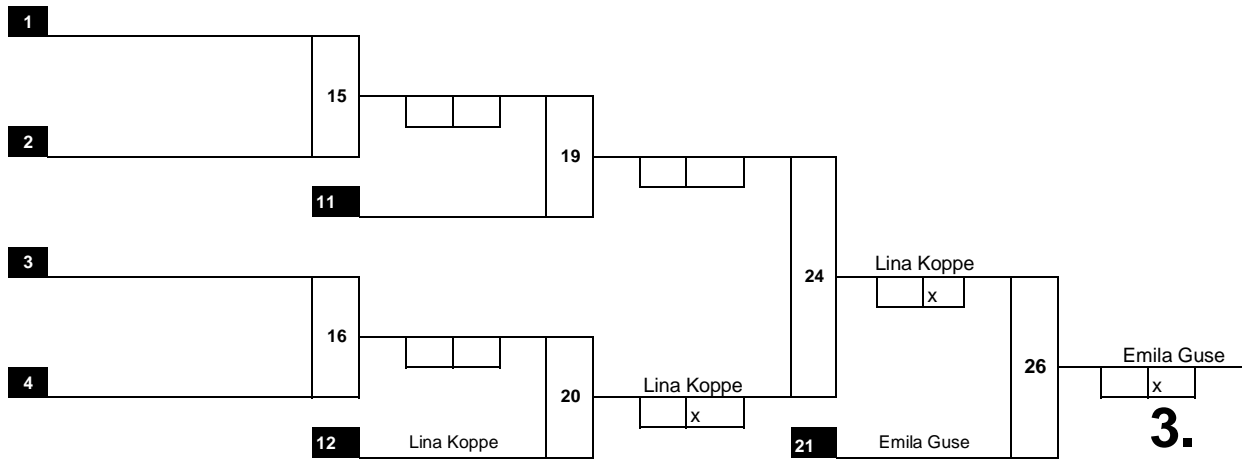 1
15
2
19
11
3
Lina Koppe
24
x
16
Emila Guse
26
4
Lina Koppe
x
20
x
3.
12
Lina Koppe
21
Emila Guse